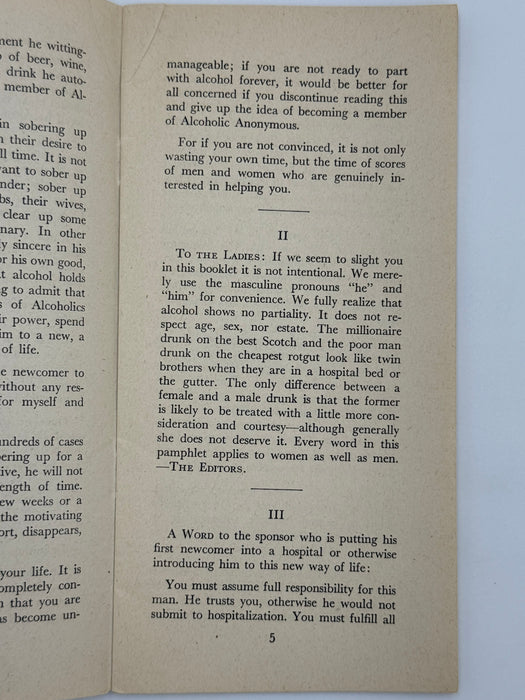 ment he witting-
of beer, wine,
drink he auto-
member of Al-
in sobering up
their desire to
ll time. It is not
vant to sober up
nder; sober up
bs, their wives,
clear up some
nary. In other
ly sincere in his
or his own good,
t alcohol holds
g to admit that
s of Alcoholics
ir power, spend
im to a new, a
of life.
e newcomer to
vithout any res-
for myself and
undreds of cases
ering up for a
tive, he will not
ength of time.
ew weeks or a
the motivating
ort, disappears,
your life. It is
ompletely con-
n that you are
as become un-
manageable; if you are not ready to part
with alcohol forever, it would be better for
all concerned if you discontinue reading this
and give up the idea of becoming a member
of Alcoholic Anonymous.
For if you are not convinced, it is not only
wasting your own time, but the time of scores
of men and women who are genuinely in-
terested in helping you.
II
To the Ladies: If we seem to slight you
in this booklet it is not intentional. We mere-
ly use the masculine pronouns “he” and
“him” for convenience. We fully realize that
alcohol shows no partiality. It does not re-
spect age, sex, nor estate. The millionaire
drunk on the best Scotch and the poor man
drunk on the cheapest rotgut look like twin
brothers when they are in a hospital bed or
the gutter. The only difference between a
female and a male drunk is that the former
is likely to be treated with a little more con-
sideration and courtesy—although generally
she does not deserve it. Every word in this
pamphlet applies to women as well as men.
—The Editors.
III
A Word to the sponsor who is putting his
first newcomer into a hospital or otherwise
introducing him to this new way of life:
You must assume full responsibility for this
man. He trusts you, otherwise he would not
submit to hospitalization. You must fulfill all
5